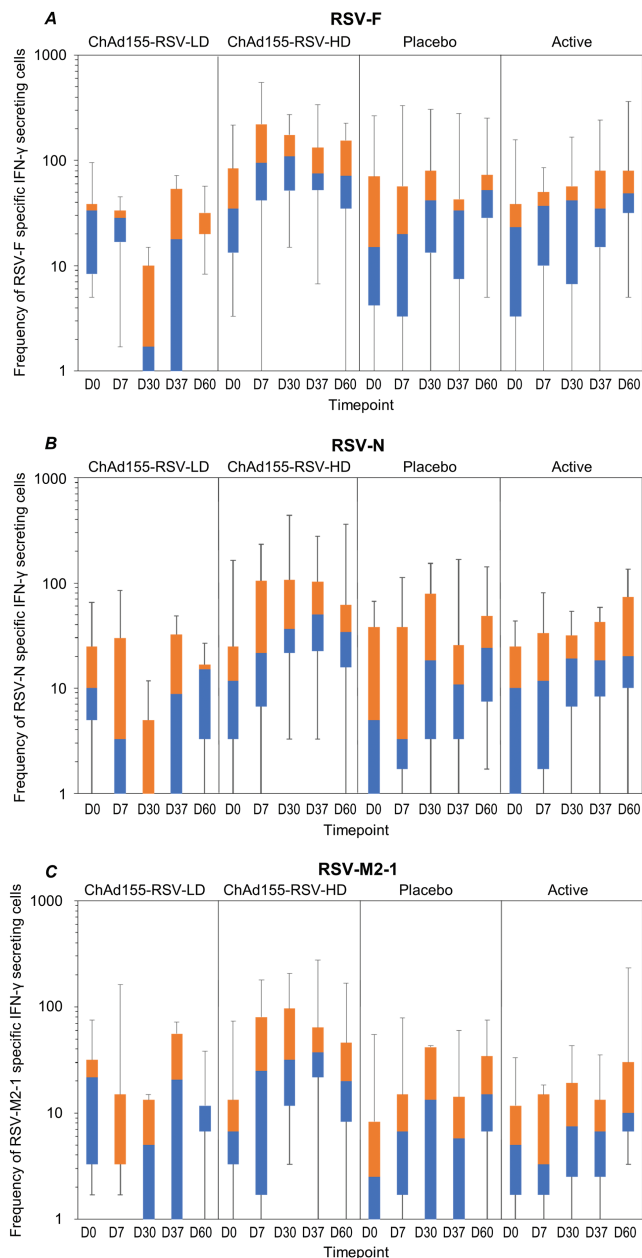 A
RSV-F
ChAd155-RSV-LD ChAd155-RSV-HD Placebo Active
Frequency of RSV-F specific IFN-γ secreting cells
1000
100
10
1
D0 D7 D30 D37 D60 D0 D7 D30 D37 D60 D0 D7 D30 D37 D60 D0 D7 D30 D37 D60
Timepoint
B
RSV-N
ChAd155-RSV-LD ChAd155-RSV-HD Placebo Active
Frequency of RSV-N specific IFN-γ secreting cells
1000
100
10
1
D0 D7 D30 D37 D60 D0 D7 D30 D37 D60 D0 D7 D30 D37 D60 D0 D7 D30 D37 D60
Timepoint
C
RSV-M2-1
ChAd155-RSV-LD ChAd155-RSV-HD Placebo Active
Frequency of RSV-M2-1 specific IFN-γ secreting cells
1000
100
10
1
D0 D7 D30 D37 D60 D0 D7 D30 D37 D60 D0 D7 D30 D37 D60 D0 D7 D30 D37 D60
Timepoint